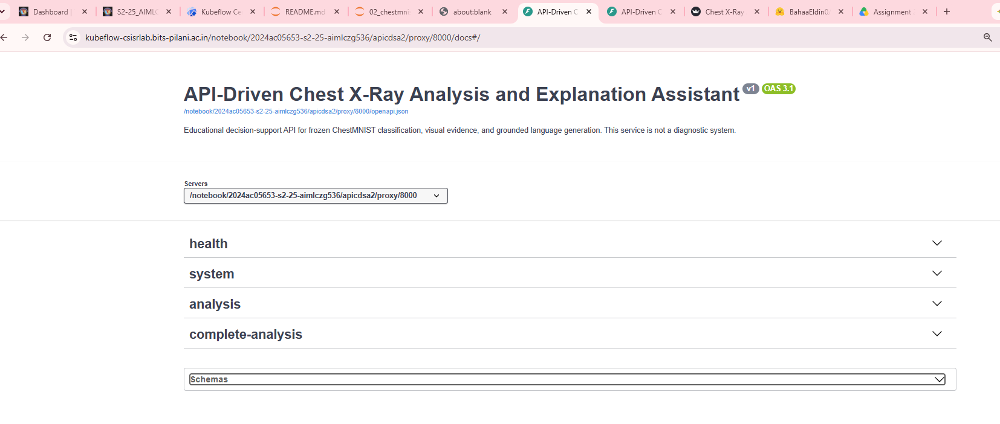 Dashboard |
S2-25_AIMLC
Kubeflow Ce
README.md
02_chestmni
about:blank
API-Driven C
API-Driven C
Chest X-Ray
BahaaEldin0/
Assignment
kubeflow-csisrlab.bits-pilani.ac.in/notebook/2024ac05653-s2-25-aimlczg536/apicdsa2/proxy/8000/docs#/
API-Driven Chest X-Ray Analysis and Explanation Assistant v1 OAS 3.1
/notebook/2024ac05653-s2-25-aimlczg536/apicdsa2/proxy/8000/openapi.json
Educational decision-support API for frozen ChestMNIST classification, visual evidence, and grounded language generation. This service is not a diagnostic system.
Servers
/notebook/2024ac05653-s2-25-aimlczg536/apicdsa2/proxy/8000
health
system
analysis
complete-analysis
Schemas